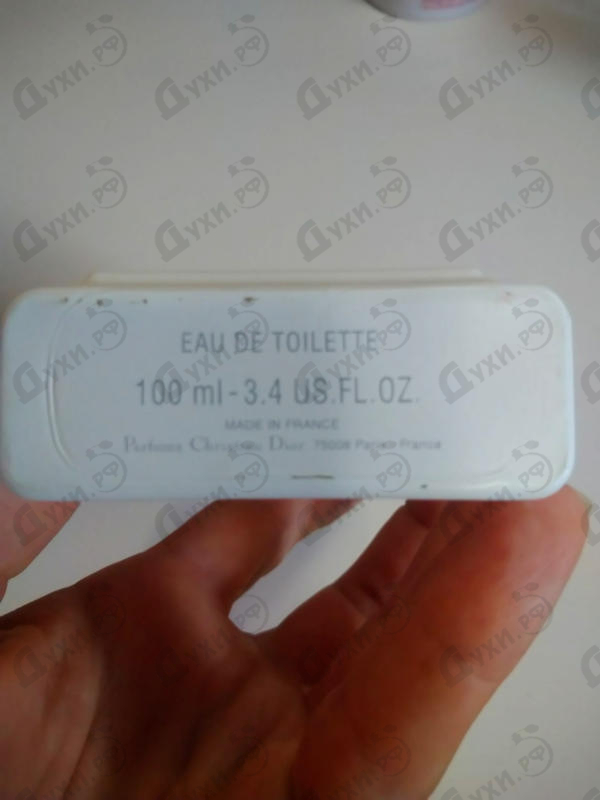 EAU DE TOILETTE
100 ml - 3.4 US.FL.OZ.
MADE IN FRANCE
Parfums Christian Dior 75008 Paris France
Духи.рф